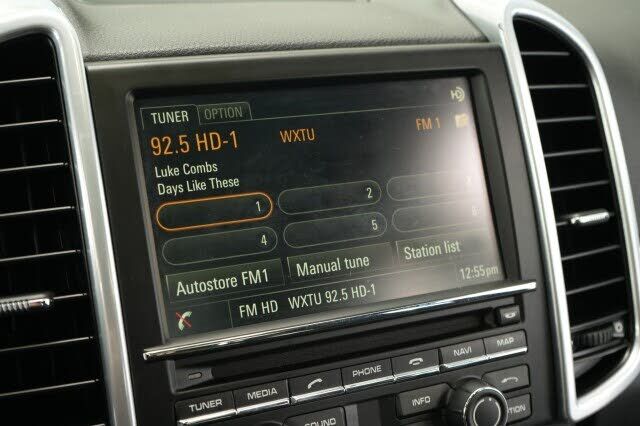 TUNER OPTION
92.5 HD-1 WXTU FM 1
Luke Combs
Days Like These
1 2
4 5
Autostore FM1 Manual tune Station list
12:55pm
FM HD WXTU 92.5 HD-1
TUNER MEDIA PHONE NAVI MAP
SOUND INFO OPTION